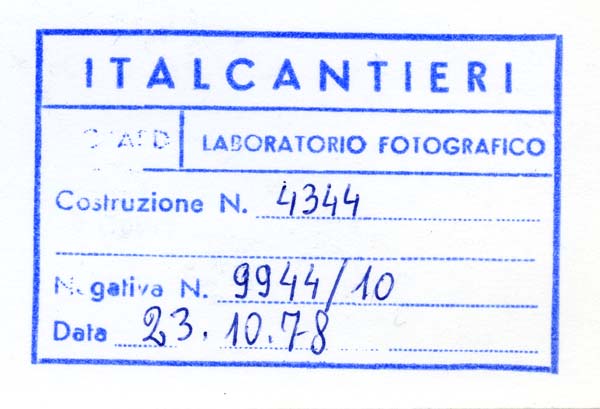 ITALCANTIERI
LABORATORIO FOTOGRAFICO
Costruzione N. 4344
Negativa N. 9944/10
Data 23.10.78